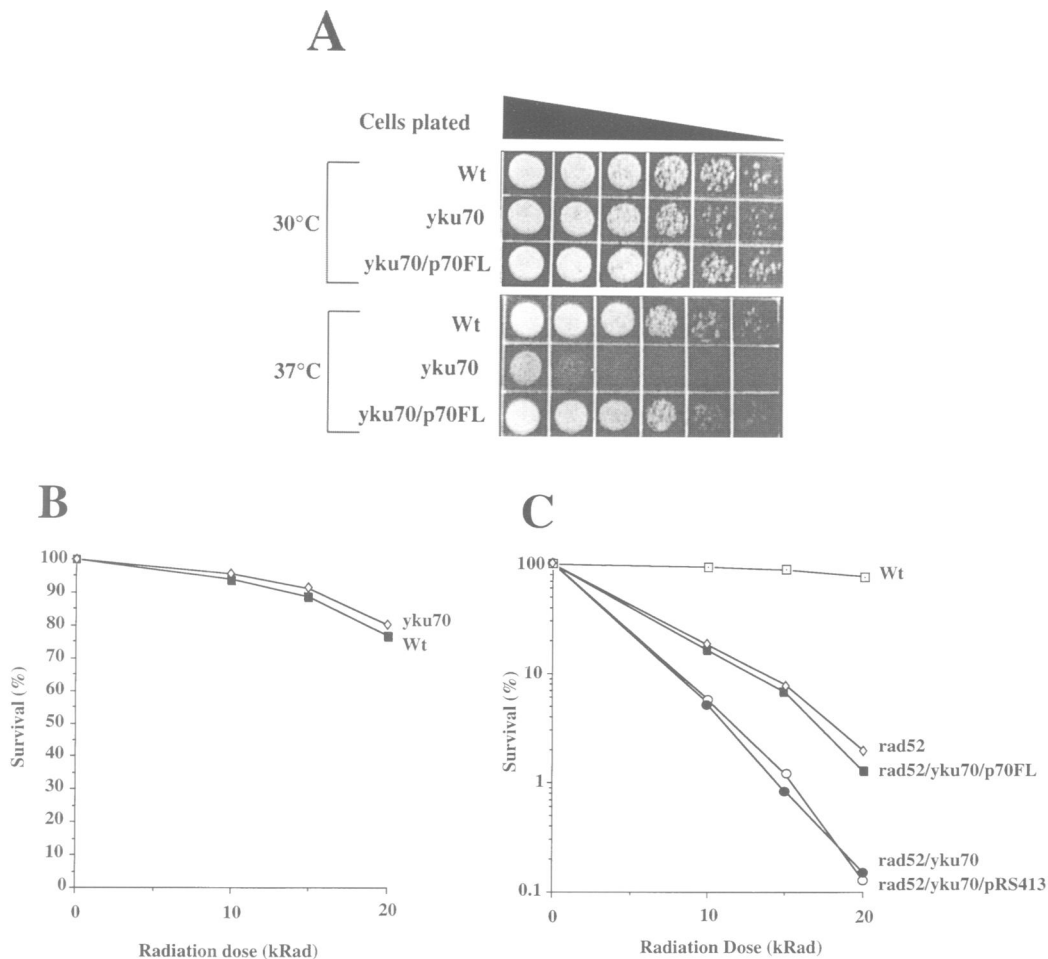 A
Cells plated
30°C
Wt
yku70
yku70/p70FL
37°C
Wt
yku70
yku70/p70FL
B
Survival (%)
100
90
80
70
60
50
40
30
20
10
0
yku70
Wt
0
10
20
Radiation dose (kRad)
C
Survival (%)
100
10
1
0.1
Wt
rad52
rad52/yku70/p70FL
rad52/yku70
rad52/yku70/pRS413
0
10
20
Radiation Dose (kRad)